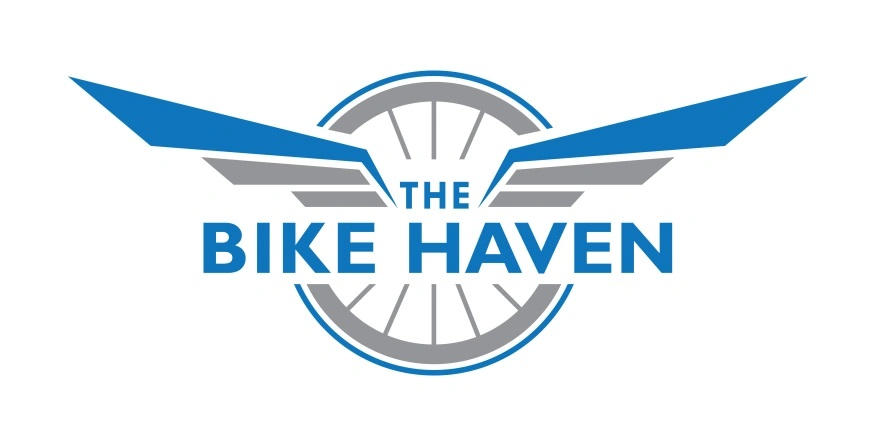 THE
BIKE HAVEN